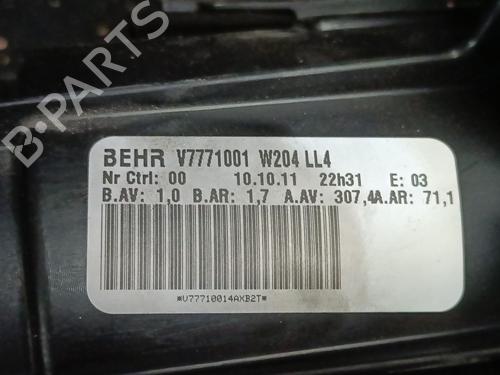 BEHR V7771001 W204 LL4
Nr Ctrl: 00 10.10.11 22h31 E: 03
B.AV: 1,0 B.AR: 1,7 A.AV: 307,4A.AR: 71,1
*V77710014AXB2T*
B-PARTS